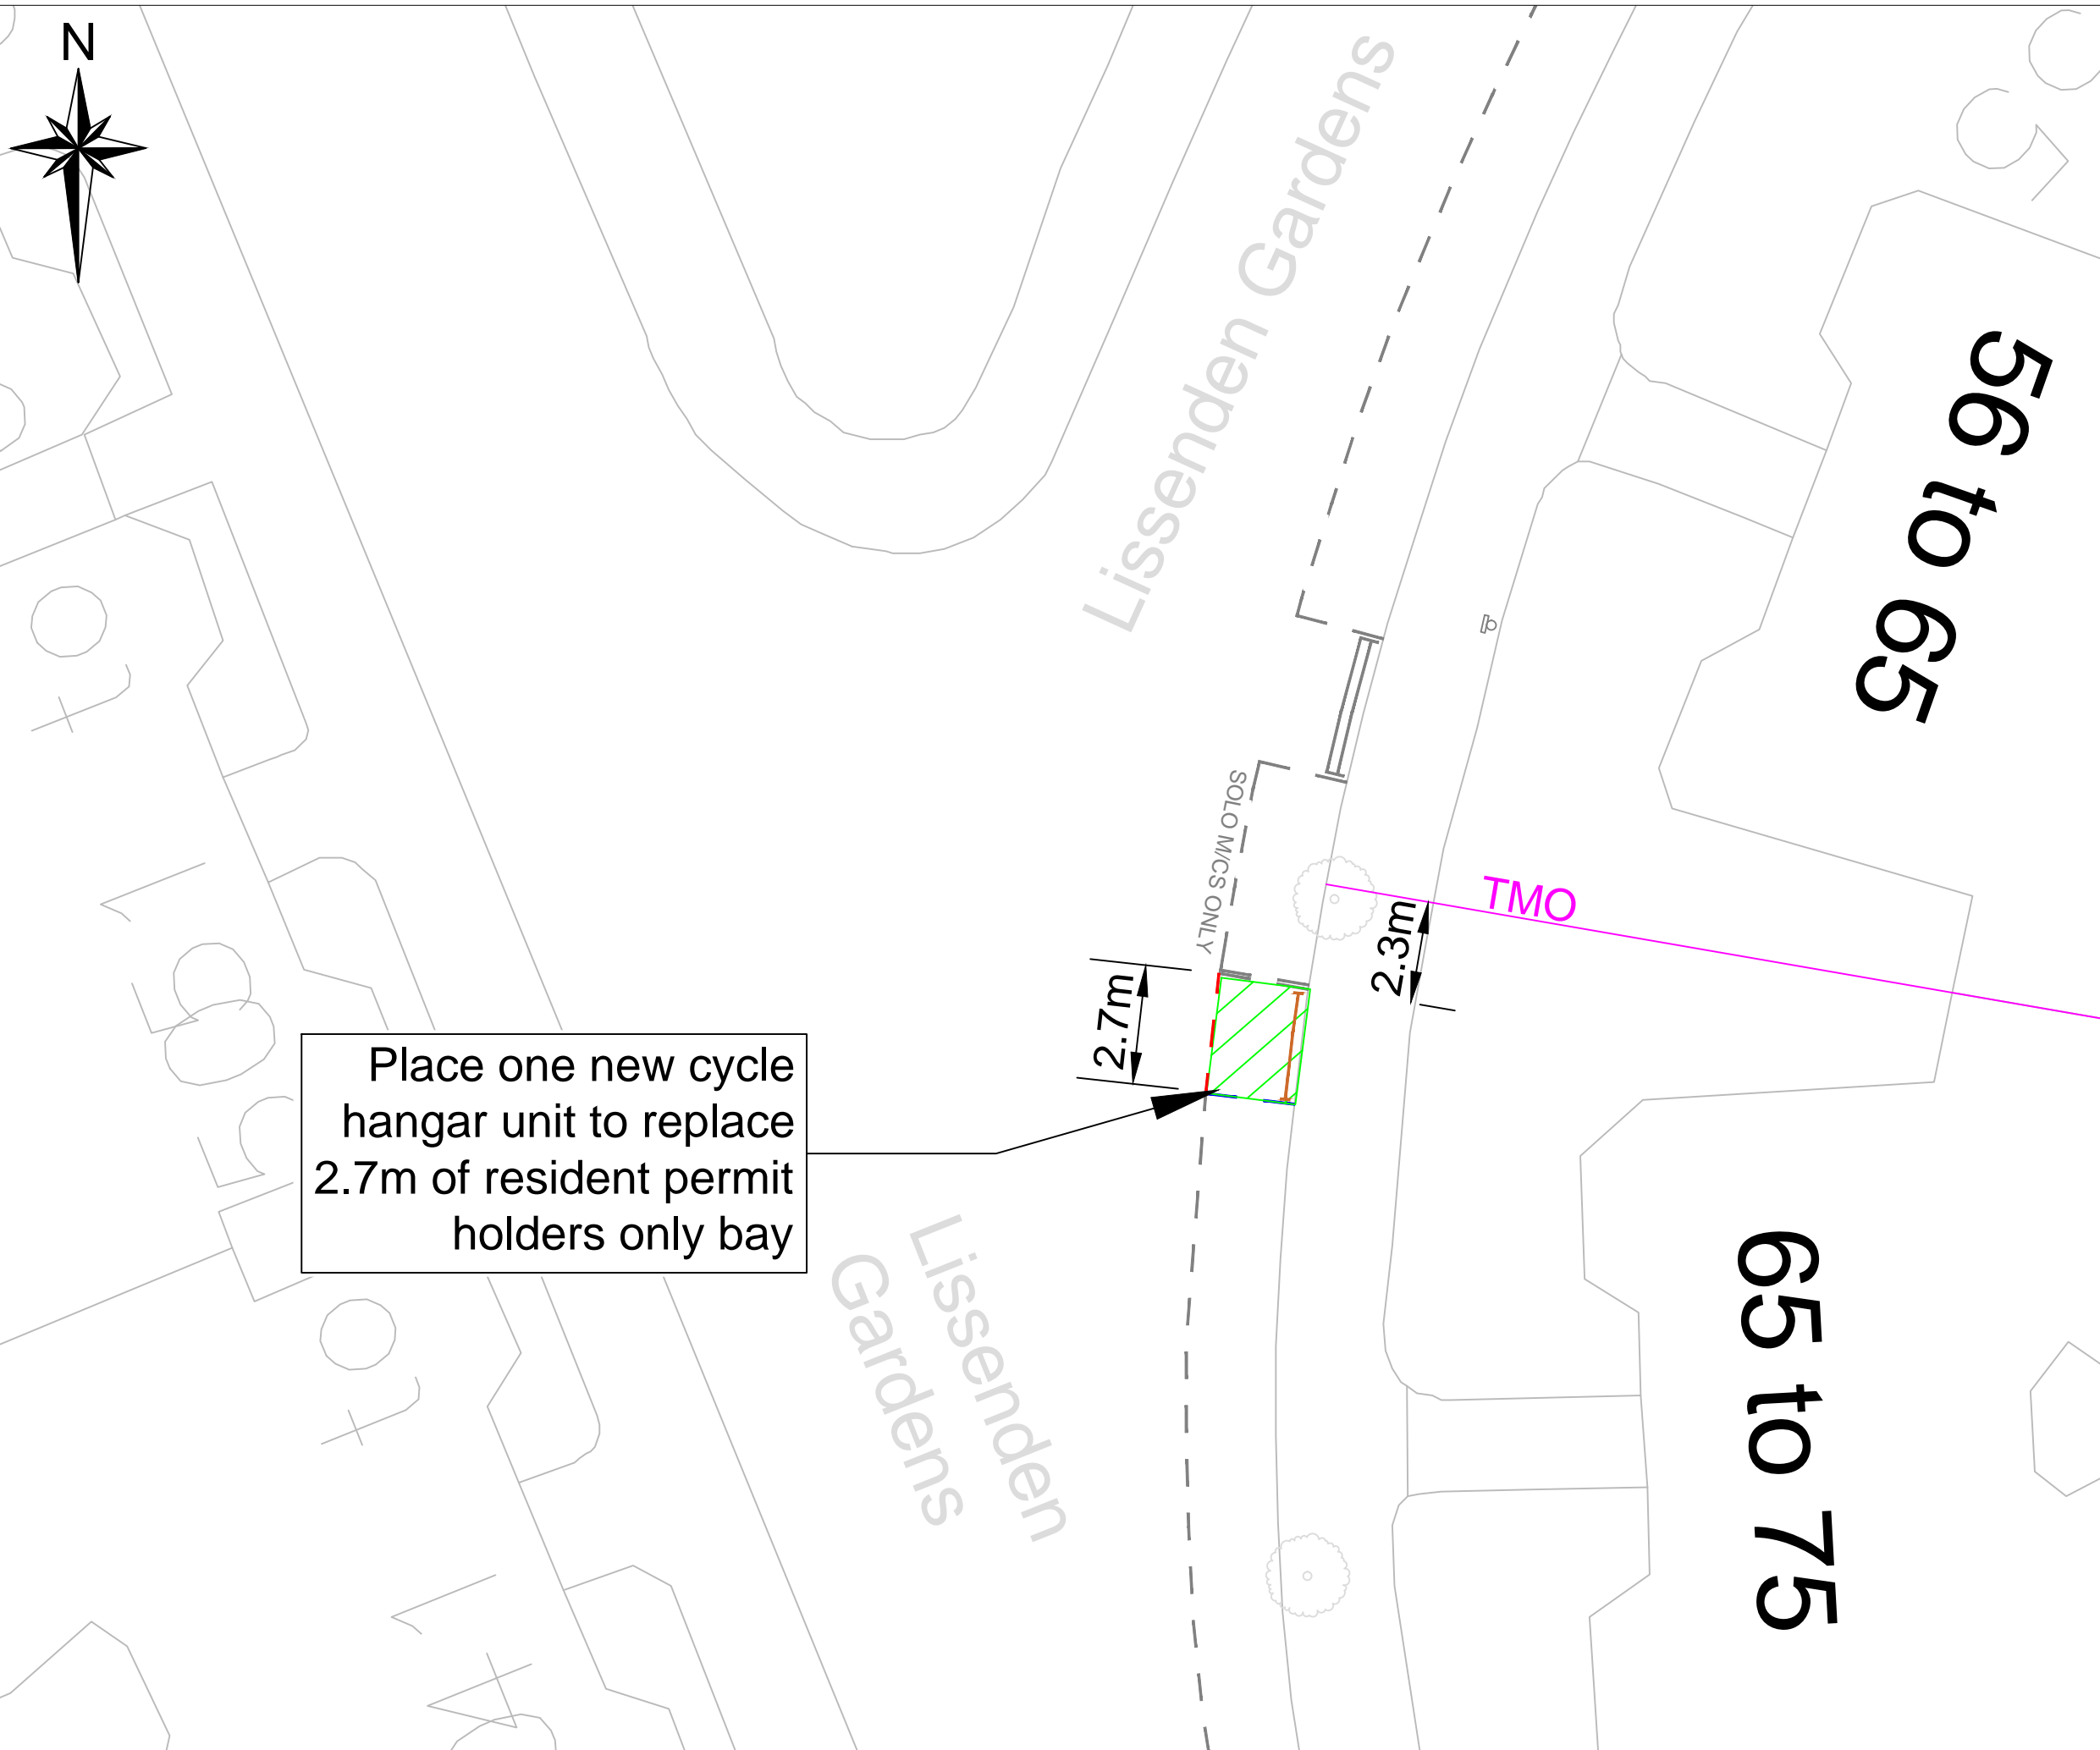 N
Lissenden Gardens
56 to 65
SOLO M/CS ONLY
TMO
2.3m
2.7m
Place one new cycle
hangar unit to replace
2.7m of resident permit
holders only bay
Lissenden
Gardens
65 to 75